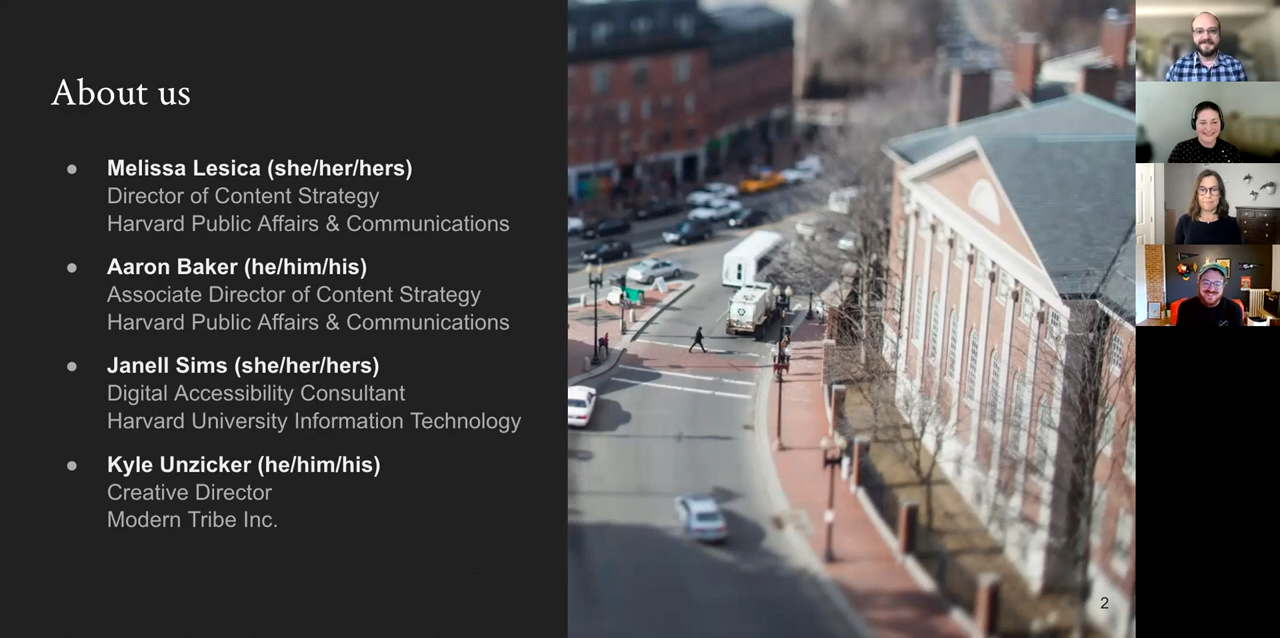 About us
Melissa Lesica (she/her/hers)
Director of Content Strategy
Harvard Public Affairs & Communications
Aaron Baker (he/him/his)
Associate Director of Content Strategy
Harvard Public Affairs & Communications
Janell Sims (she/her/hers)
Digital Accessibility Consultant
Harvard University Information Technology
Kyle Unzicker (he/him/his)
Creative Director
Modern Tribe Inc.
2